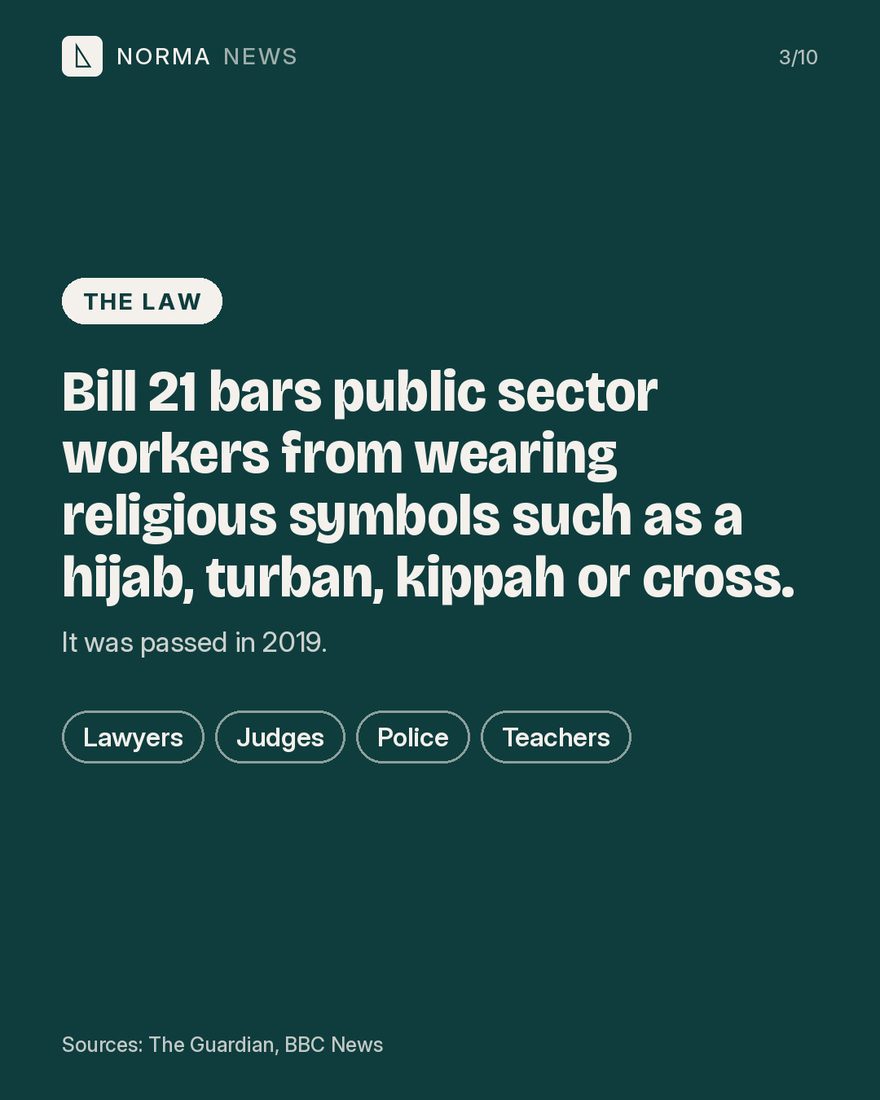 NORMA NEWS
3/10
THE LAW
Bill 21 bars public sector
workers from wearing
religious symbols such as a
hijab, turban, kippah or cross.
It was passed in 2019.
Lawyers Judges Police Teachers
Sources: The Guardian, BBC News